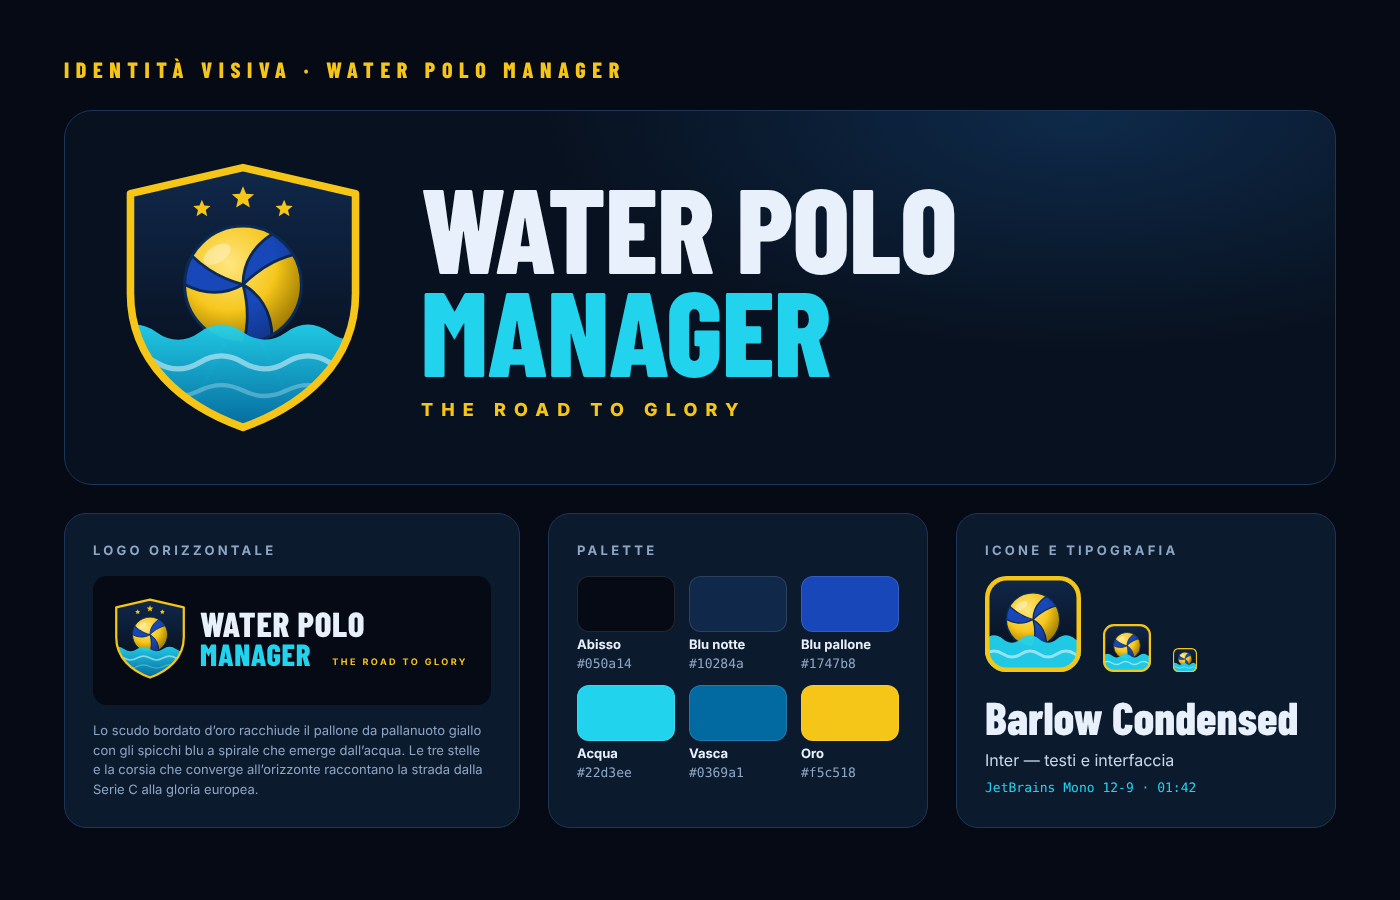 IDENTITÀ VISIVA · WATER POLO MANAGER
WATER POLO
MANAGER
THE ROAD TO GLORY
LOGO ORIZZONTALE
WATER POLO
MANAGER THE ROAD TO GLORY
Lo scudo bordato d’oro racchiude il pallone da pallanuoto giallo
con gli spicchi blu a spirale che emerge dall’acqua. Le tre stelle
e la corsia che converge all’orizzonte raccontano la strada dalla
Serie C alla gloria europea.
PALETTE
Abisso
#050a14
Blu notte
#10284a
Blu pallone
#1747b8
Acqua
#22d3ee
Vasca
#0369a1
Oro
#f5c518
ICONE E TIPOGRAFIA
Barlow Condensed
Inter — testi e interfaccia
JetBrains Mono 12-9 · 01:42